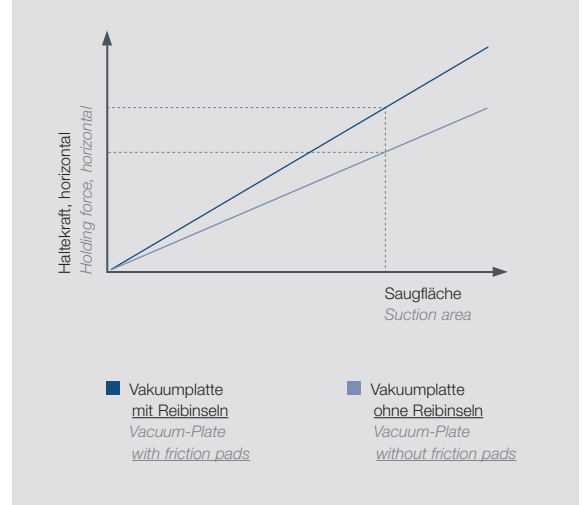 Haltekraft, horizontal
Holding force, horizontal
Saugfläche
Suction area
Vakuumplatte
mit Reibinseln
Vacuum-Plate
with friction pads
Vakuumplatte
ohne Reibinseln
Vacuum-Plate
without friction pads